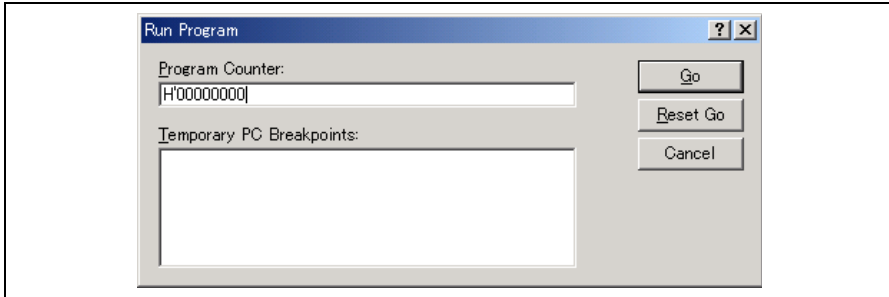 Run Program
Program Counter:
H'00000000
Temporary PC Breakpoints:
Go
Reset Go
Cancel